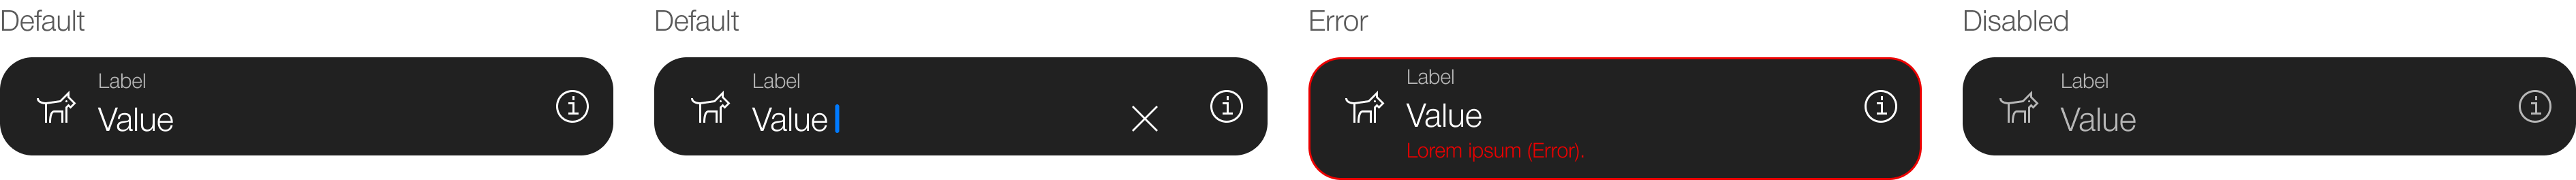 Default
Label
Value
Default
Label
Value
Error
Label
Value
Lorem ipsum (Error).
Disabled
Label
Value